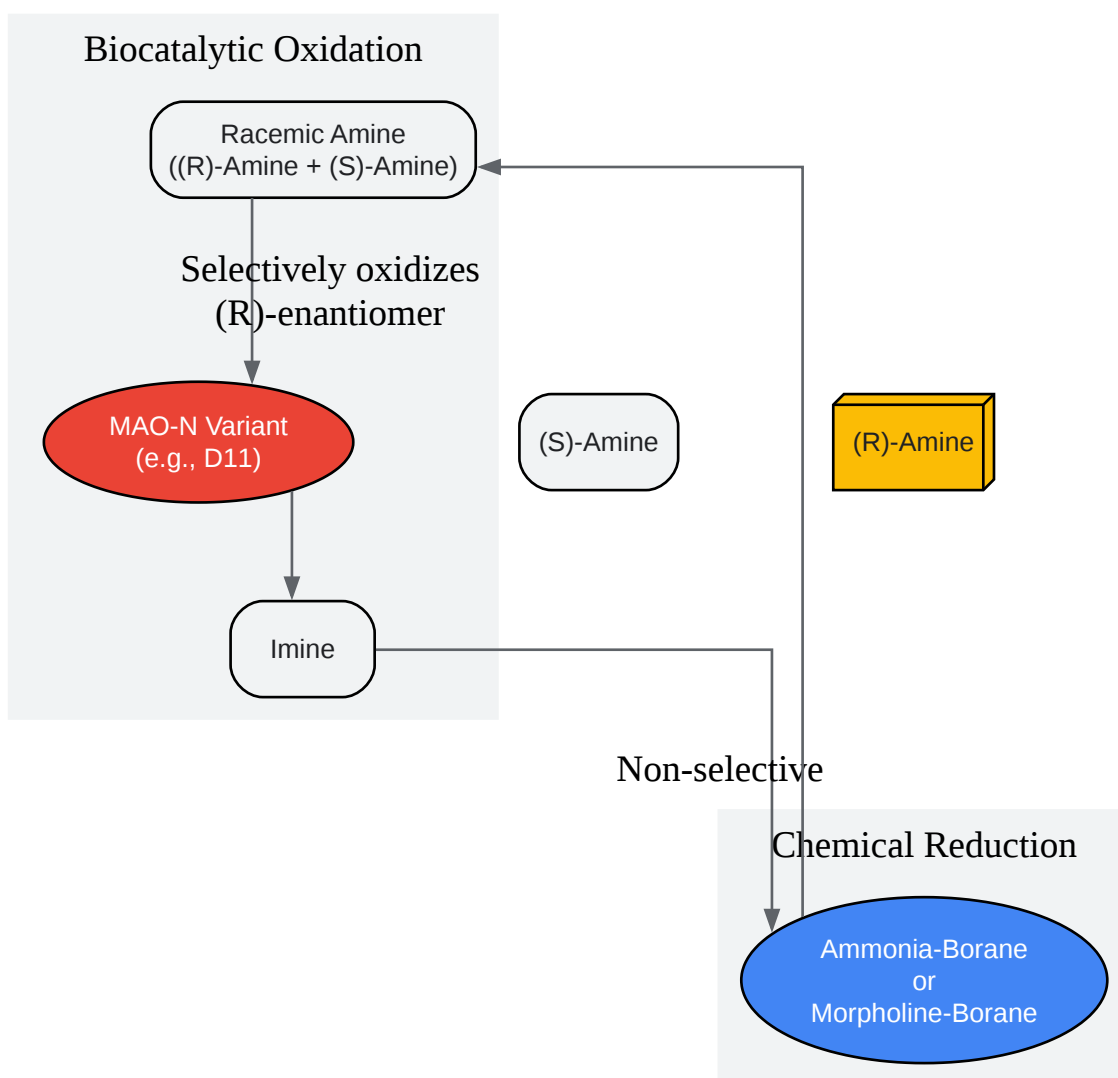 Biocatalytic Oxidation
Racemic Amine
((R)-Amine + (S)-Amine)
Selectively oxidizes
(R)-enantiomer
MAO-N Variant
(e.g., D11)
(S)-Amine
(R)-Amine
Imine
Non-selective
Chemical Reduction
Ammonia-Borane
or
Morpholine-Borane